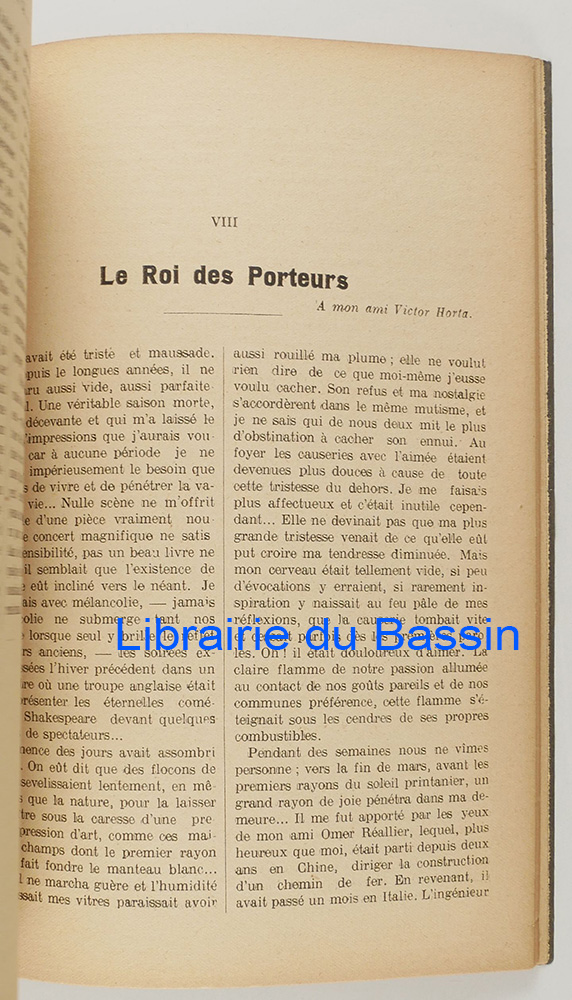 VIII
Le Roi des Porteurs
A mon ami Victor Horta.
avait été triste et maussade.
puis le longues années, il ne
aussi vide, aussi parfaite
Une véritable saison morte,
décevante et qui m'a laissé le
d'impressions que j'aurais vou-
car à aucune période je ne
impérieusement le besoin que
de vivre et de pénétrer la va-
vie... Nulle scène ne m'offrit
d'une pièce vraiment nou-
concert magnifique ne satis
ensibilité, pas un beau livre ne
il semblait que l'existence de
eût incliné vers le néant. Je
ais avec mélancolie, — jamais
olie ne submerge tant nos
lorsque seul y brille le reflet
rs anciens, — les soirées ex-
sées l'hiver précédent dans un
où une troupe anglaise était
présenter les éternelles comé-
Shakespeare devant quelques
de spectateurs...
mence des jours avait assombri
On eût dit que des flocons de
sevelissaient lentement, en mê-
que la nature, pour la laisser
tre sous la caresse d'une pre
pression d'art, comme ces mai-
champs dont le premier rayon
fait fondre le manteau blanc...
ne marcha guère et l'humidité
ssait mes vitres paraissait avoir
aussi rouillé ma plume ; elle ne voulut
rien dire de ce que moi-même j'eusse
voulu cacher. Son refus et ma nostalgie
s'accordèrent dans le même mutisme, et
je ne sais qui de nous deux mit le plus
d'obstination à cacher son ennui. Au
foyer les causeries avec l'aimée étaient
devenues plus douces à cause de toute
cette tristesse du dehors. Je me faisais
plus affectueux et c'était inutile cepen-
dant... Elle ne devinait pas que ma plus
grande tristesse venait de ce qu'elle eût
put croire ma tendresse diminuée. Mais
mon cerveau était tellement vide, si peu
d'évocations y erraient, si rarement in-
spiration y naissait au feu pâle de mes
réflexions, que la causerie tombait vite
parfois dès les premières paro-
les. Oh ! il était douloureux d'aimer. La
claire flamme de notre passion allumée
au contact de nos goûts pareils et de nos
communes préférence, cette flamme s'é-
teignait sous les cendres de ses propres
combustibles.
Pendant des semaines nous ne vîmes
personne ; vers la fin de mars, avant les
premiers rayons du soleil printanier, un
grand rayon de joie pénétra dans ma de-
meure... Il me fut apporté par les yeux
de mon ami Omer Réallier, lequel, plus
heureux que moi, était parti depuis deux
ans en Chine, diriger la construction
d'un chemin de fer. En revenant, il
avait passé un mois en Italie. L'ingénieur
Librairie du Bassin
Librairie du Bassin